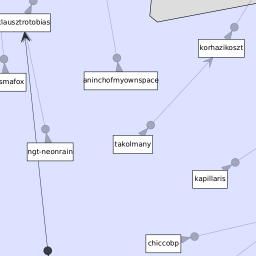 clausztrotobias
korhazikoszt
smafox
aninchofmyownspace
takolmany
ngt-neonrain
kapillaris
chiccobp